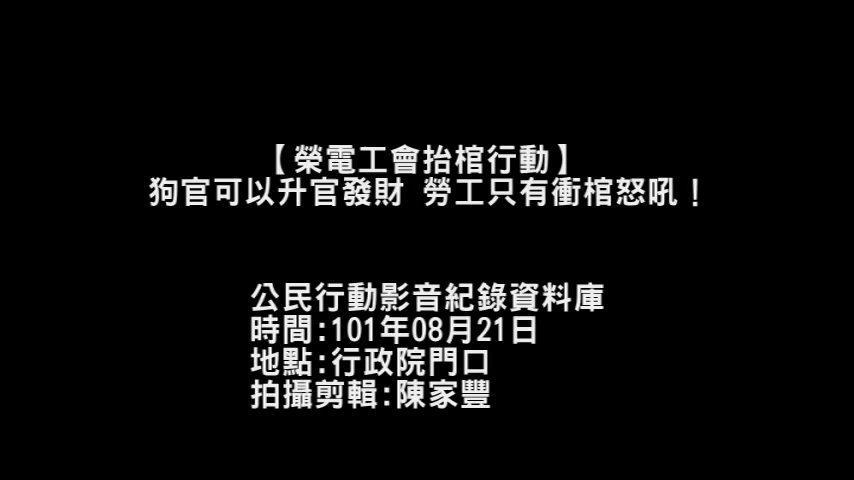 【榮電工會抬棺行動】
狗官可以升官發財 勞工只有衝棺怒吼！
公民行動影音紀錄資料庫
時間:101年08月21日
地點:行政院門口
拍攝剪輯:陳家豐